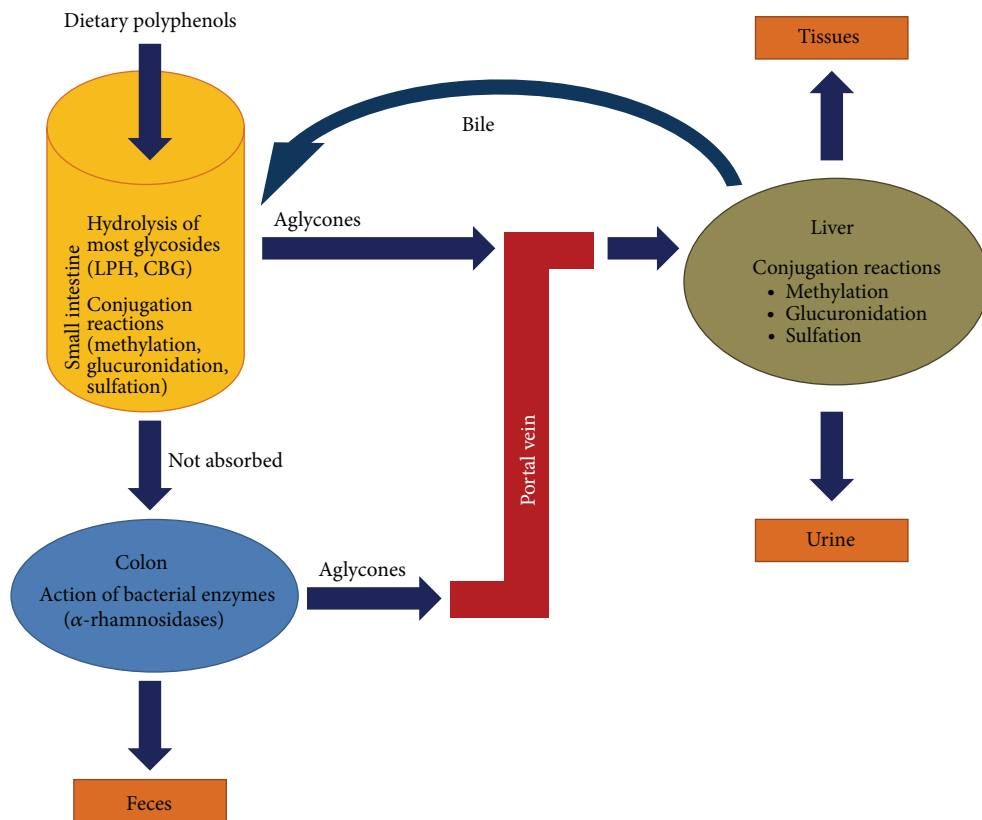 Dietary polyphenols
Tissues
Bile
Small intestine
Hydrolysis of
most glycosides
(LPH, CBG)
Conjugation
reactions
(methylation,
glucuronidation,
sulfation)
Aglycones
Portal vein
Liver
Conjugation reactions
• Methylation
• Glucuronidation
• Sulfation
Not absorbed
Colon
Action of bacterial enzymes
(α-rhamnosidases)
Aglycones
Urine
Feces